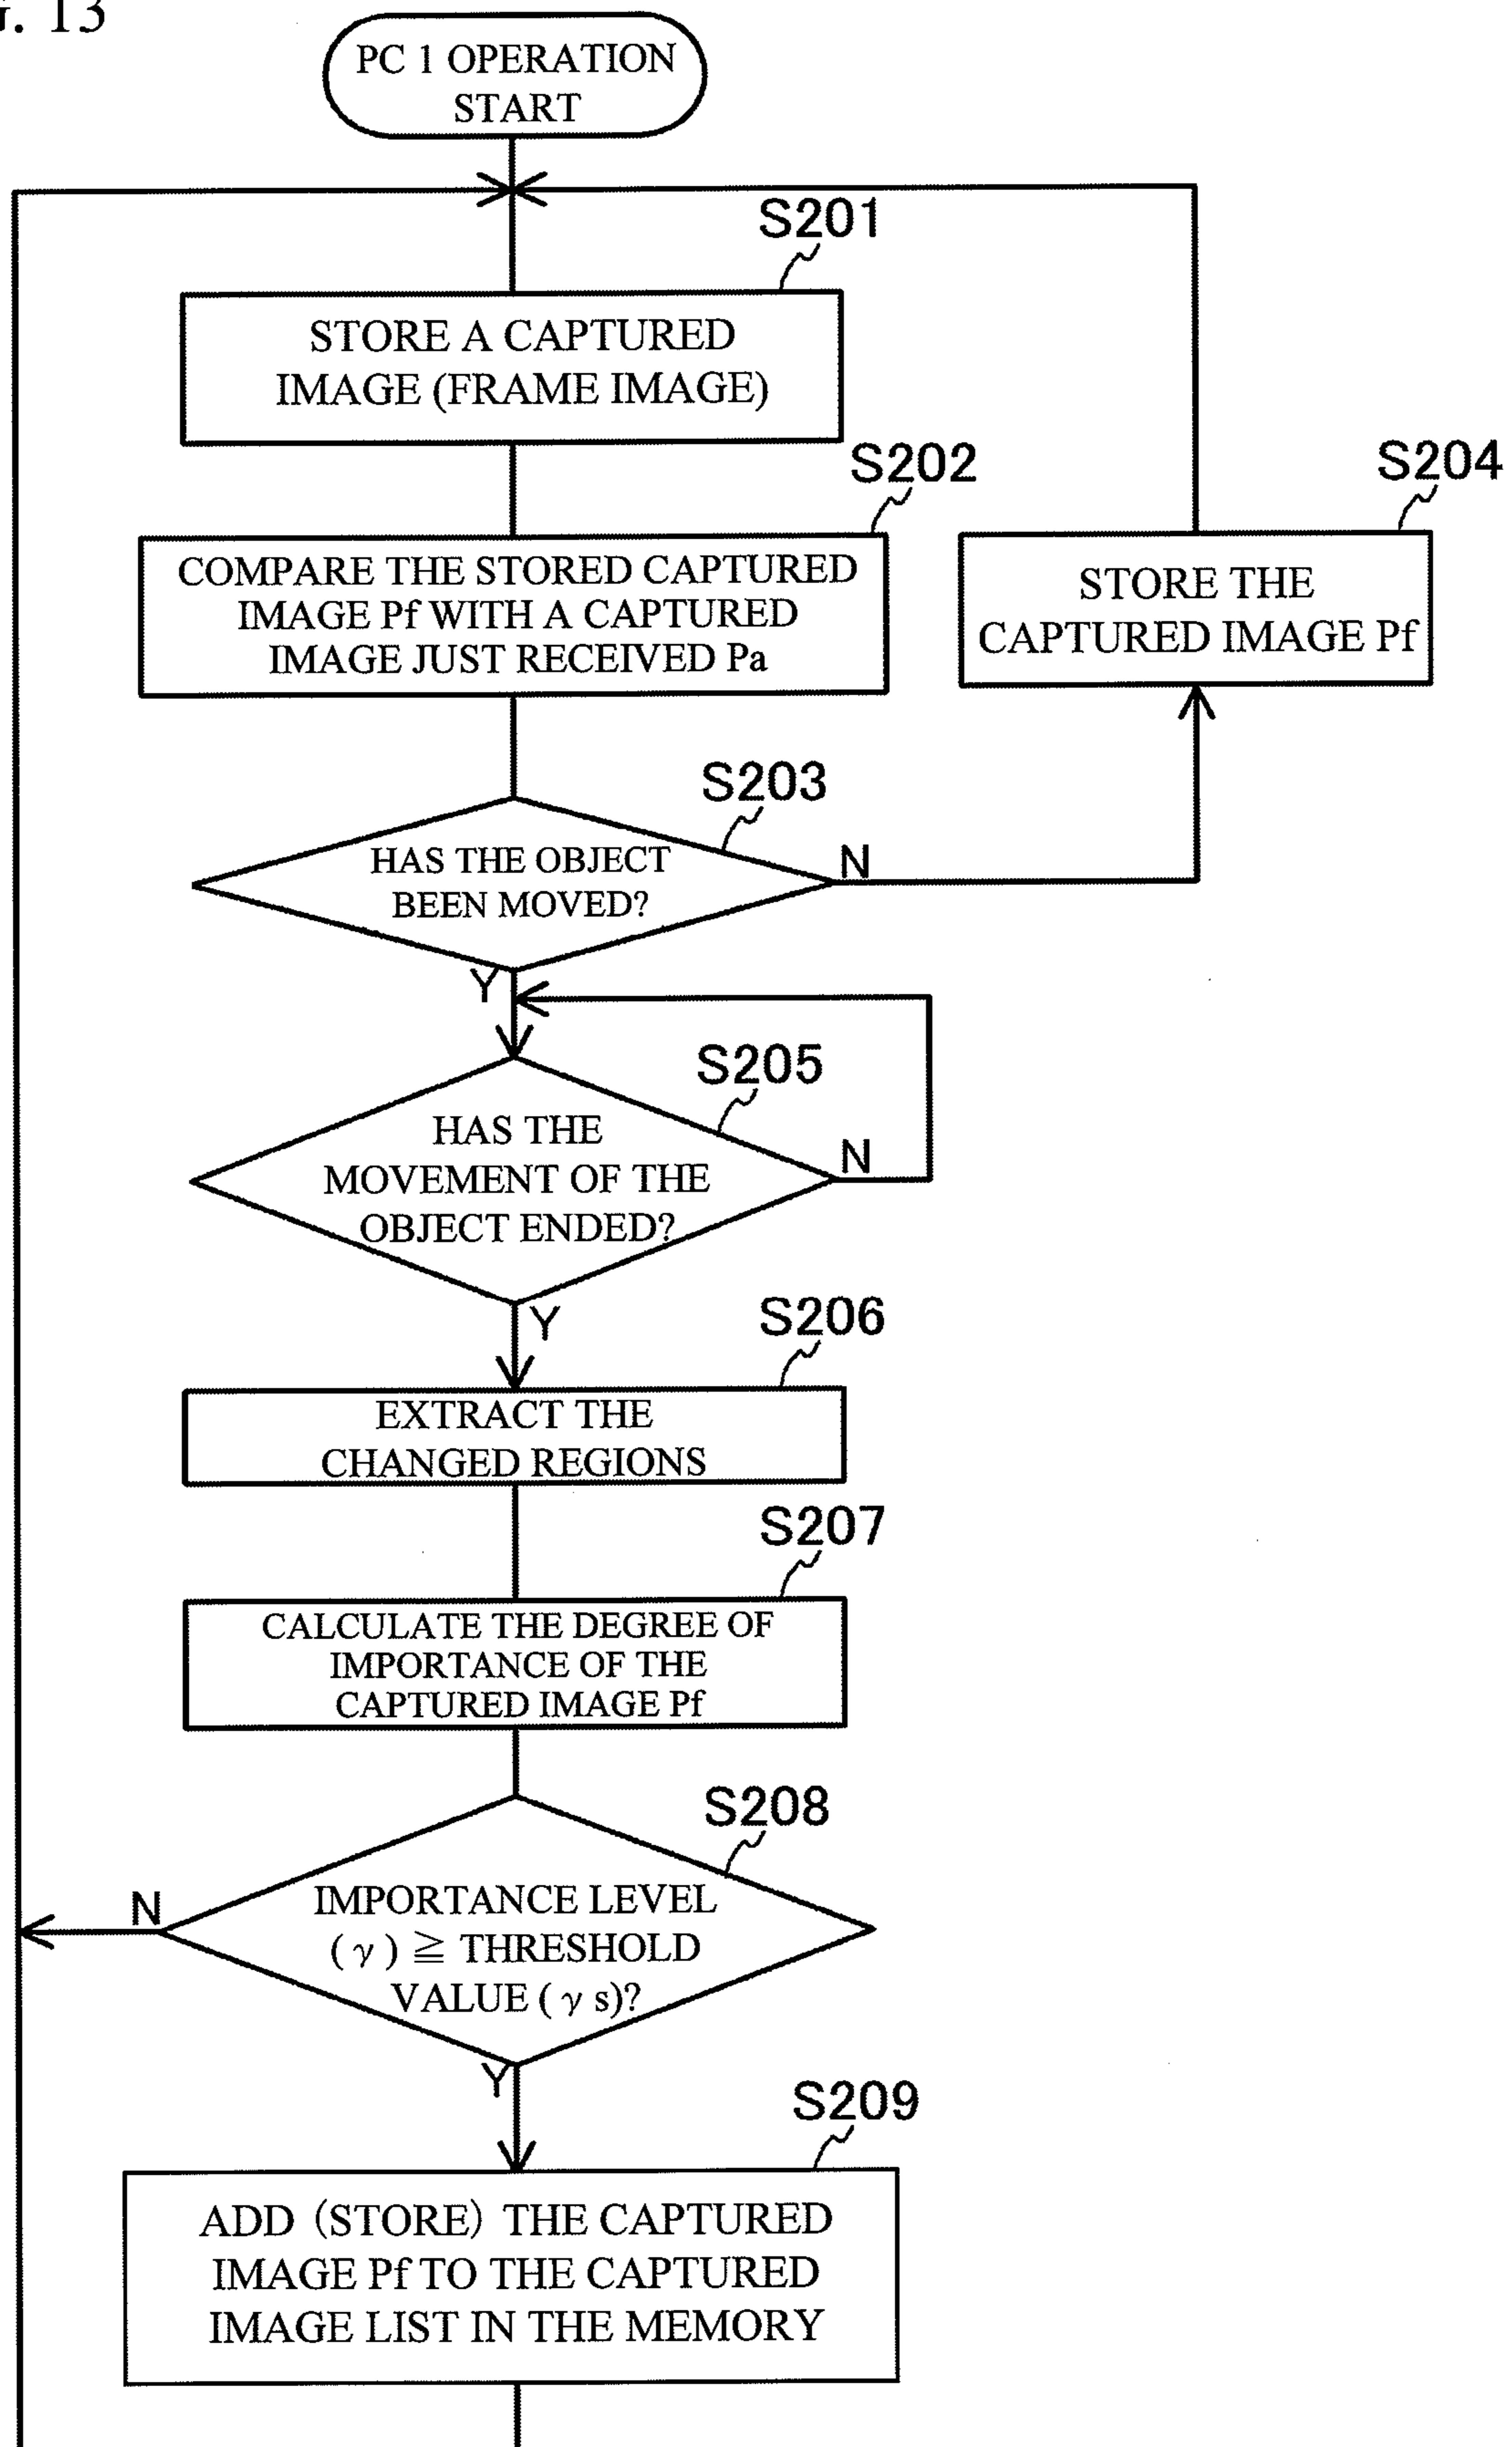 G. 13
PC 1 OPERATION
START
S201
STORE A CAPTURED
IMAGE (FRAME IMAGE)
S202
COMPARE THE STORED CAPTURED
IMAGE Pf WITH A CAPTURED
IMAGE JUST RECEIVED Pa
S204
STORE THE
CAPTURED IMAGE Pf
S203
HAS THE OBJECT
BEEN MOVED?
N
Y
S205
HAS THE
MOVEMENT OF THE
OBJECT ENDED?
N
Y
S206
EXTRACT THE
CHANGED REGIONS
S207
CALCULATE THE DEGREE OF
IMPORTANCE OF THE
CAPTURED IMAGE Pf
S208
IMPORTANCE LEVEL
( γ ) ≧ THRESHOLD
VALUE ( γ s)?
N
Y
S209
ADD (STORE) THE CAPTURED
IMAGE Pf TO THE CAPTURED
IMAGE LIST IN THE MEMORY